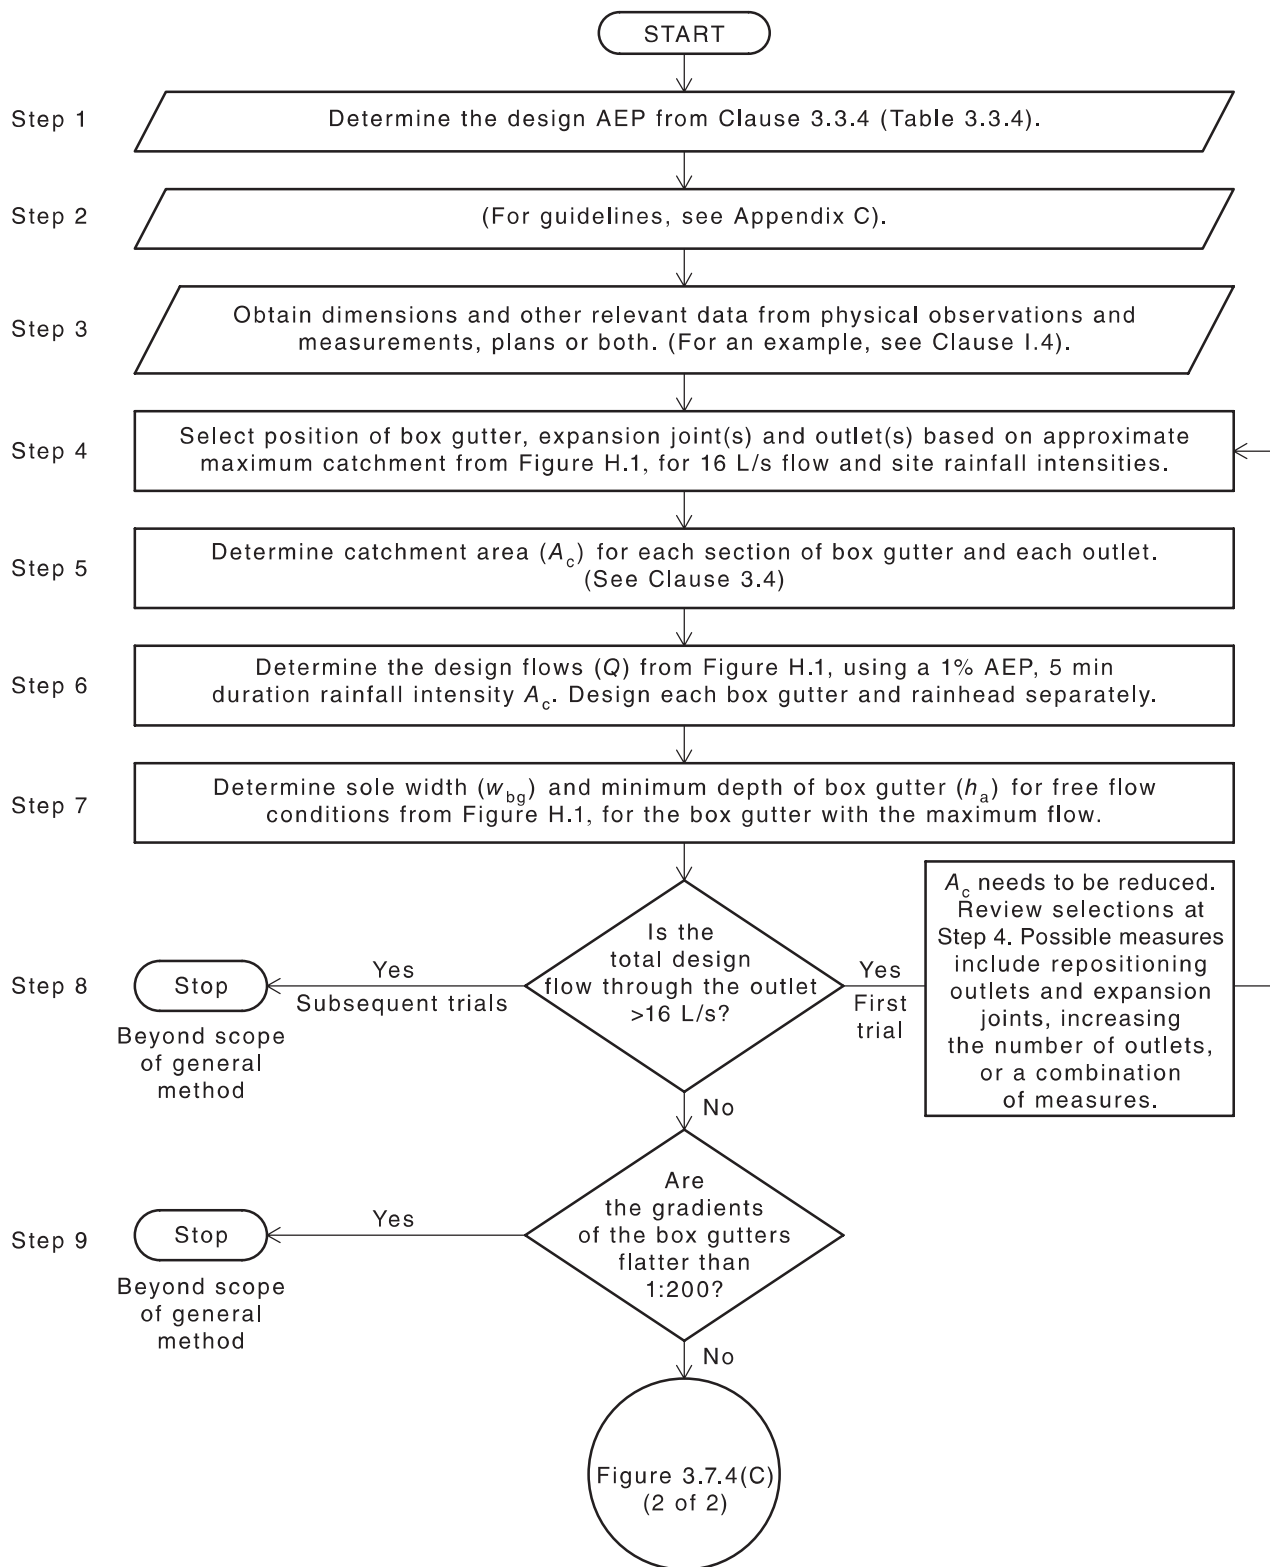 START
Step 1
Determine the design AEP from Clause 3.3.4 (Table 3.3.4).
Step 2
(For guidelines, see Appendix C).
Step 3
Obtain dimensions and other relevant data from physical observations and
measurements, plans or both. (For an example, see Clause I.4).
Step 4
Select position of box gutter, expansion joint(s) and outlet(s) based on approximate
maximum catchment from Figure H.1, for 16 L/s flow and site rainfall intensities.
Step 5
Determine catchment area (Ac) for each section of box gutter and each outlet.
(See Clause 3.4)
Step 6
Determine the design flows (Q) from Figure H.1, using a 1% AEP, 5 min
duration rainfall intensity Ac. Design each box gutter and rainhead separately.
Step 7
Determine sole width (wbg) and minimum depth of box gutter (ha) for free flow
conditions from Figure H.1, for the box gutter with the maximum flow.
Step 8
Stop
Beyond scope
of general
method
Yes
Subsequent trials
Is the
total design
flow through the outlet
>16 L/s?
Yes
First
trial
Ac needs to be reduced.
Review selections at
Step 4. Possible measures
include repositioning
outlets and expansion
joints, increasing
the number of outlets,
or a combination
of measures.
No
Step 9
Stop
Beyond scope
of general
method
Yes
Are
the gradients
of the box gutters
flatter than
1:200?
No
Figure 3.7.4(C)
(2 of 2)